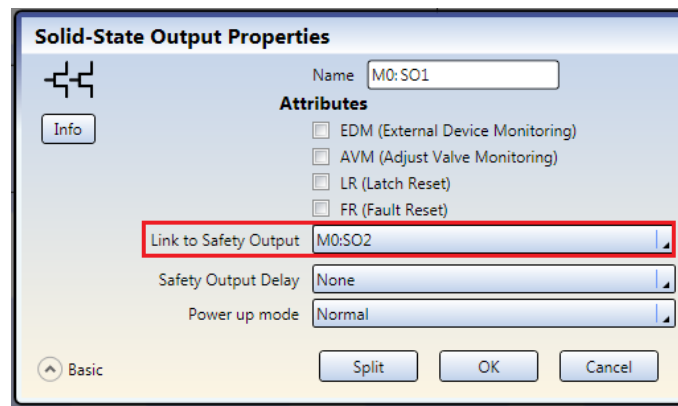 Solid-State Output Properties
Name M0:SO1
Attributes
Info
EDM (External Device Monitoring)
AVM (Adjust Valve Monitoring)
LR (Latch Reset)
FR (Fault Reset)
Link to Safety Output M0:SO2
Safety Output Delay None
Power up mode Normal
Basic Split OK Cancel